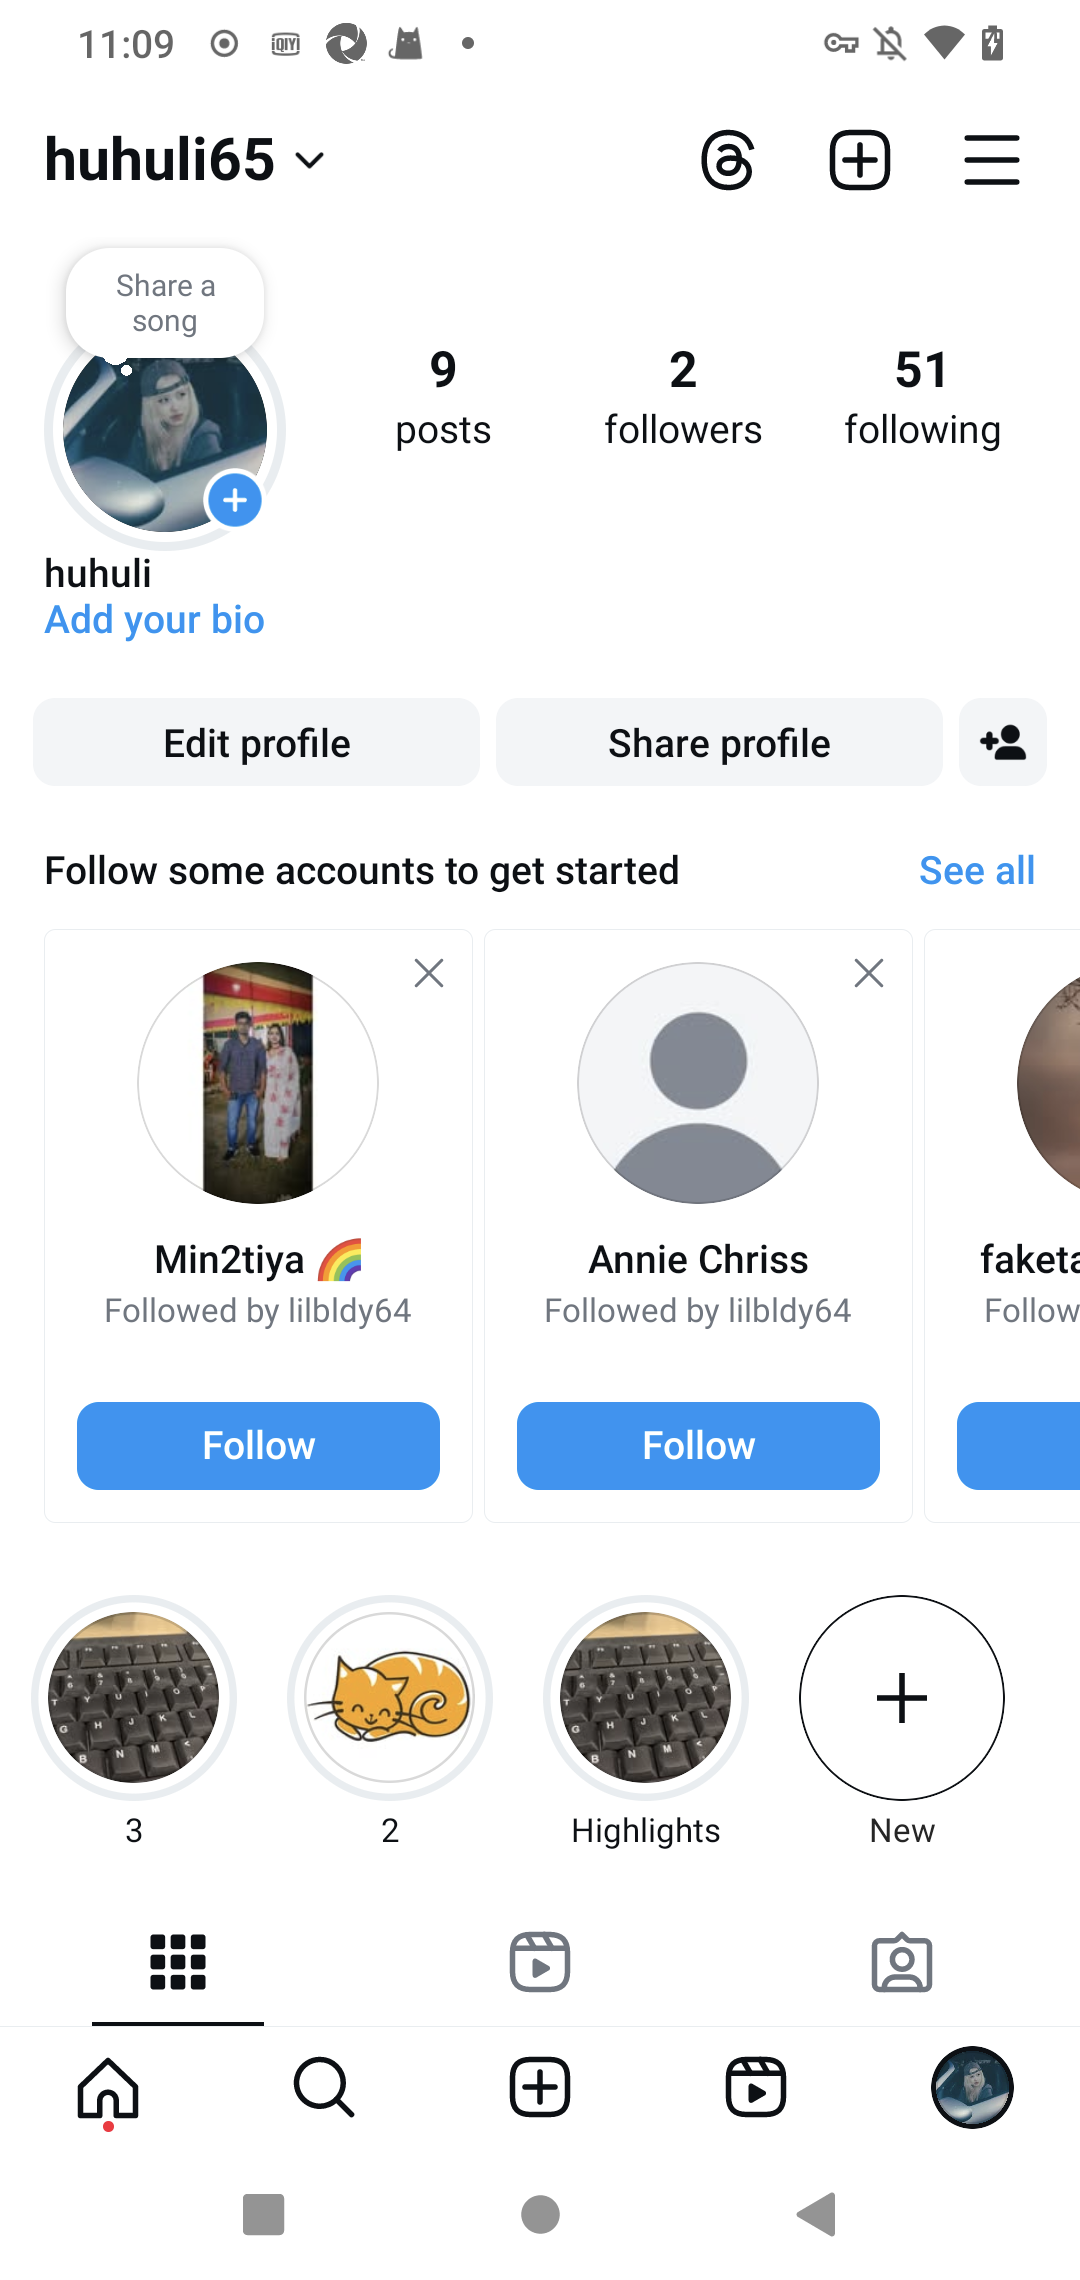 11:09
iQIYI
huhuli65
Share a
song
9
posts
2
followers
51
following
huhuli
Add your bio
Edit profile
Share profile
Follow some accounts to get started
See all
Min2tiya 🌈
Followed by lilbldy64
Follow
Annie Chriss
Followed by lilbldy64
Follow
faketa
Follow
3
2
Highlights
New